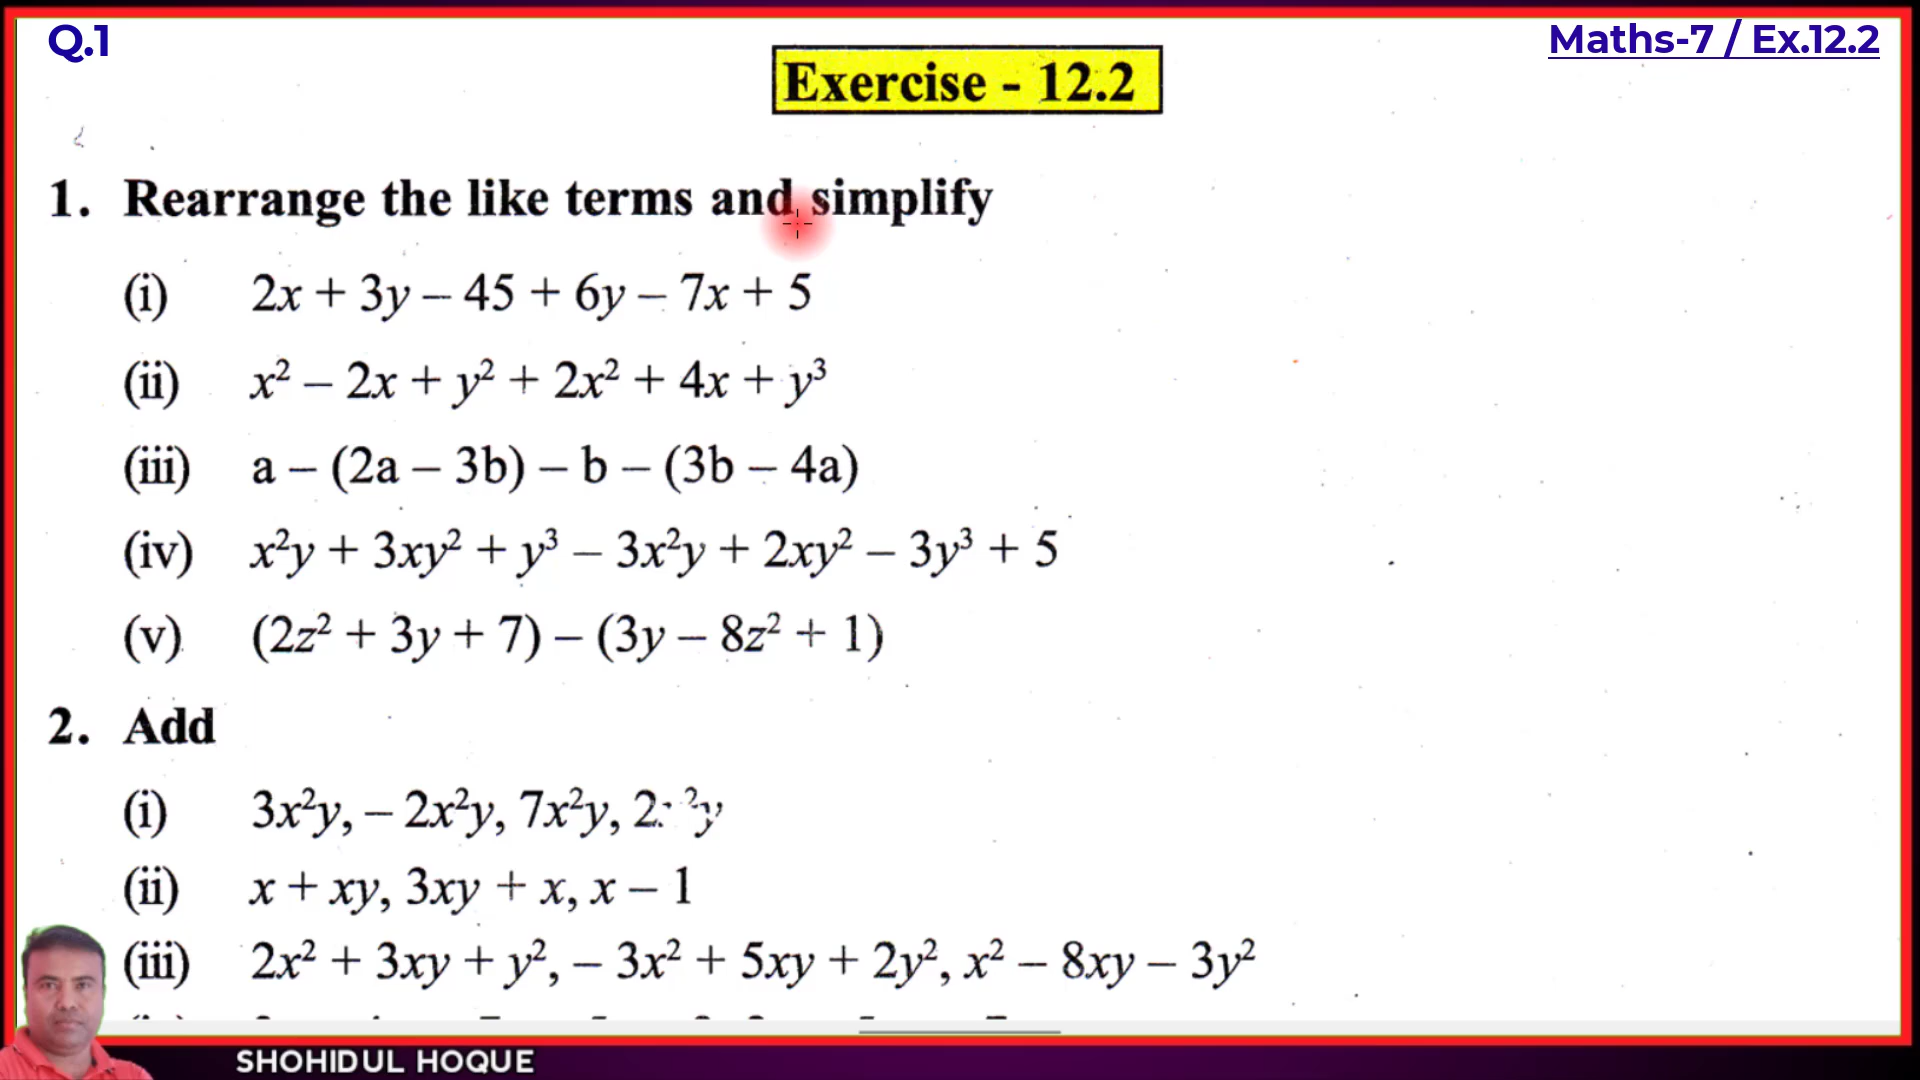 Q.1
Maths-7 / Ex.12.2
Exercise - 12.2
1. Rearrange the like terms and simplify
(i) 2x + 3y – 45 + 6y – 7x + 5
(ii) x² – 2x + y² + 2x² + 4x + y³
(iii) a – (2a – 3b) – b – (3b – 4a)
(iv) x²y + 3xy² + y³ – 3x²y + 2xy² – 3y³ + 5
(v) (2z² + 3y + 7) – (3y – 8z² + 1)
2. Add
(i) 3x²y, – 2x²y, 7x²y,
(ii) x + xy, 3xy + x, x – 1
(iii) 2x² + 3xy + y², – 3x² + 5xy + 2y², x² – 8xy – 3y²
SHOHIDUL HOQUE